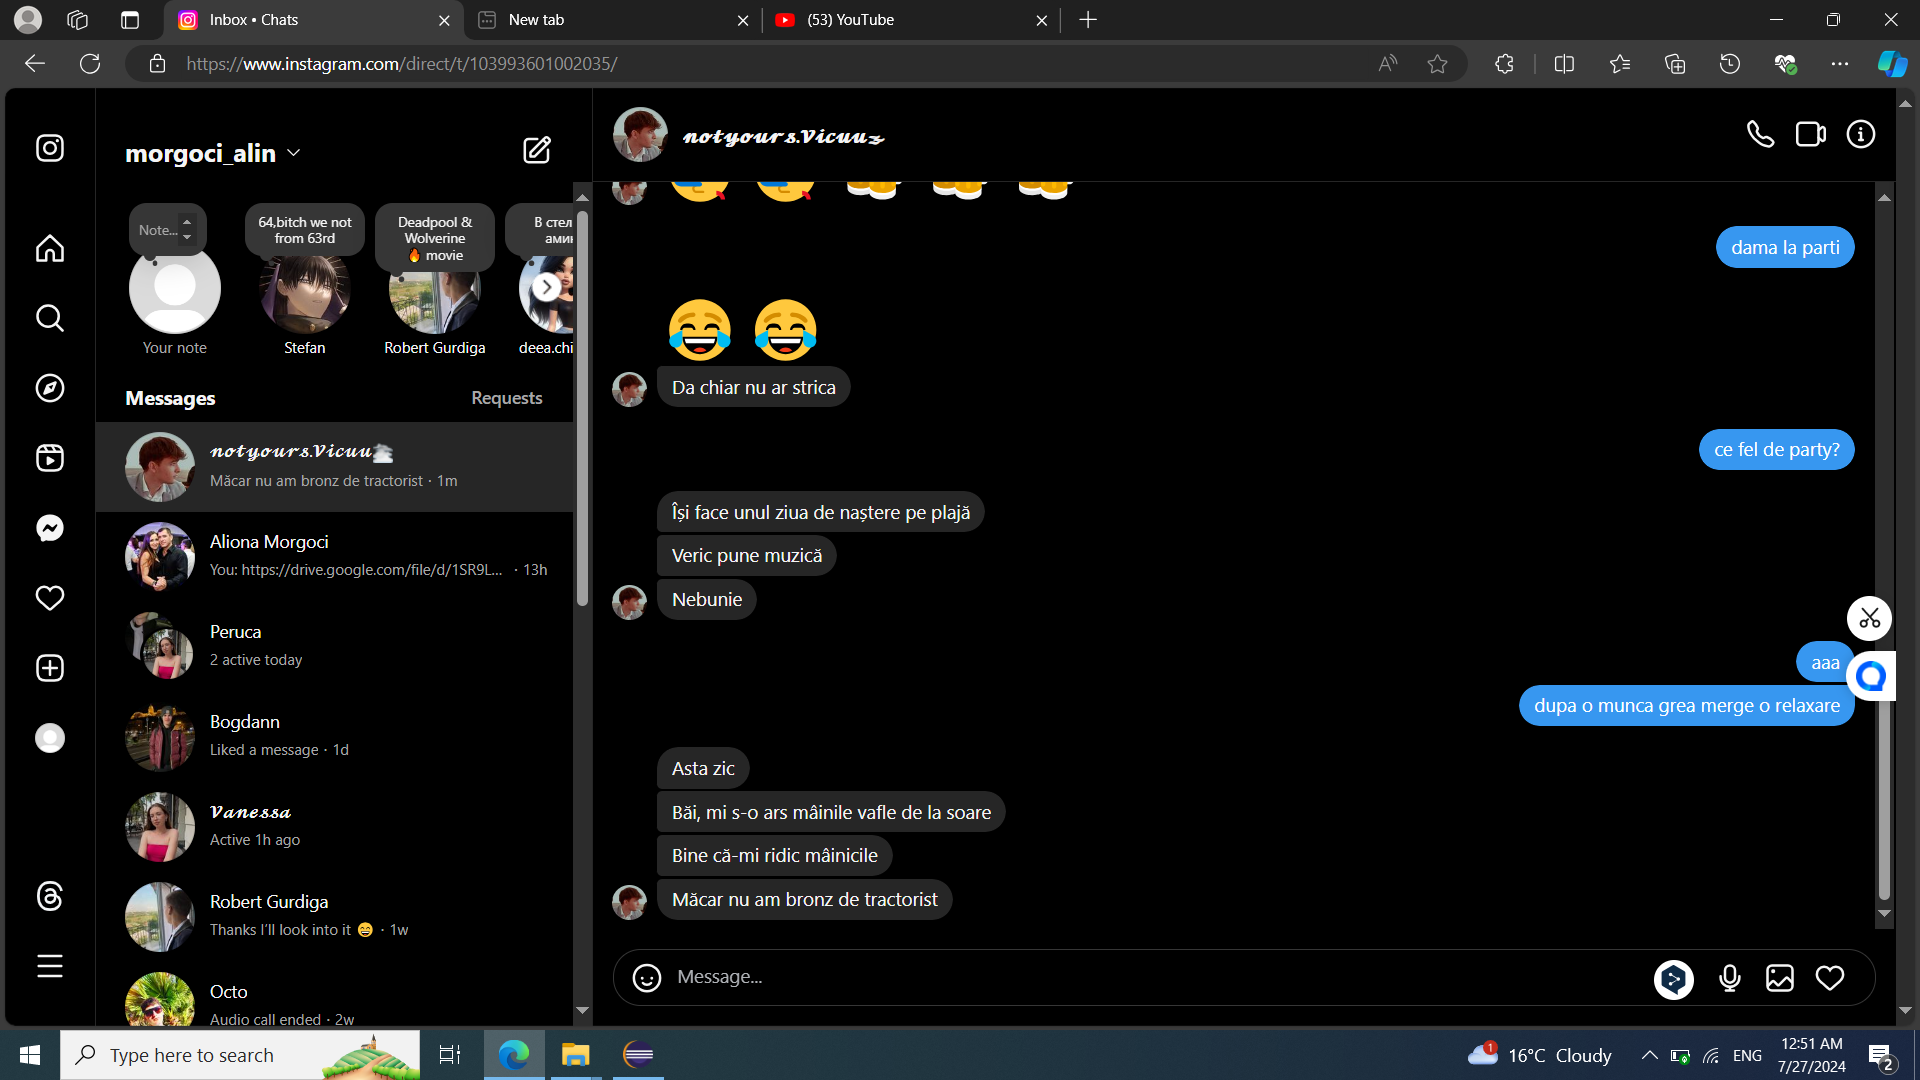 Inbox • Chats
New tab
(53) YouTube
https://www.instagram.com/direct/t/103993601002035/
morgoci_alin
Note...
64,bitch we not
from 63rd
Deadpool &
Wolverine
🔥 movie
В стел
амин
Your note
Stefan
Robert Gurdiga
deea.chi
Messages
Requests
𝓷𝓸𝓽𝔂𝓸𝓾𝓻𝓼.𝓥𝓲𝓬𝓾𝓾
Măcar nu am bronz de tractorist · 1m
Aliona Morgoci
You: https://drive.google.com/file/d/1SR9L... · 13h
Peruca
2 active today
Bogdann
Liked a message · 1d
𝓥𝓪𝓷𝓮𝓼𝓼𝓪
Active 1h ago
Robert Gurdiga
Thanks I'll look into it 😄 · 1w
Octo
Audio call ended · 2w
𝓷𝓸𝓽𝔂𝓸𝓾𝓻𝓼.𝓥𝓲𝓬𝓾𝓾𝔃
dama la parti
😂 😂
Da chiar nu ar strica
ce fel de party?
Își face unul ziua de naștere pe plajă
Veric pune muzică
Nebunie
aaa
dupa o munca grea merge o relaxare
Asta zic
Băi, mi s-o ars mâinile vafle de la soare
Bine că-mi ridic mâinicile
Măcar nu am bronz de tractorist
Message...
Type here to search
1
16°C Cloudy
ENG
12:51 AM
7/27/2024
2